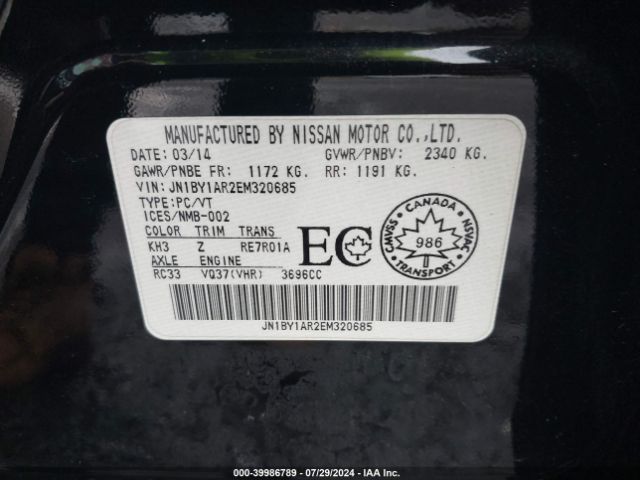 MANUFACTURED BY NISSAN MOTOR CO.,LTD.
DATE: 03/14 GVWR/PNBV: 2340 KG.
GAWR/PNBE FR: 1172 KG. RR: 1191 KG.
VIN: JN1BY1AR2EM320685
TYPE: PC/VT
ICES/NMB-002
COLOR TRIM TRANS
KH3 Z RE7R01A
AXLE ENGINE
RC33 VQ37(VHR) 3696CC
EC
CANADA
CMVSS NSVAC
986
TRANSPORT
JN1BY1AR2EM320685
000-39986789 - 07/29/2024 - IAA Inc.